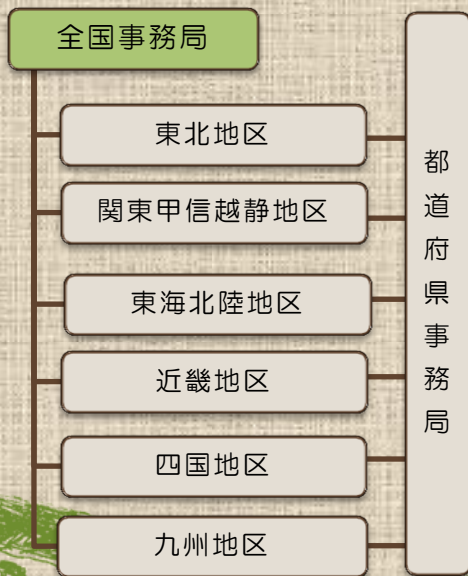 全国事務局
東北地区
関東甲信越静地区
東海北陸地区
近畿地区
四国地区
九州地区
都道府県事務局